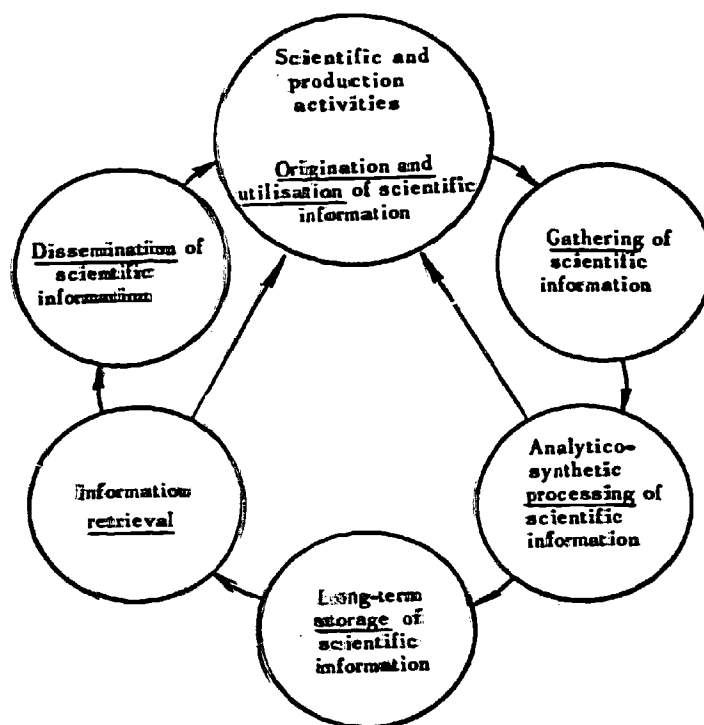 Scientific and
production
activities
Origination and
utilisation of scientific
information
Gathering of
scientific
information
Analytico-
synthetic
processing of
scientific
information
Long-term
storage of
scientific
information
Information
retrieval
Dissemination of
scientific
information